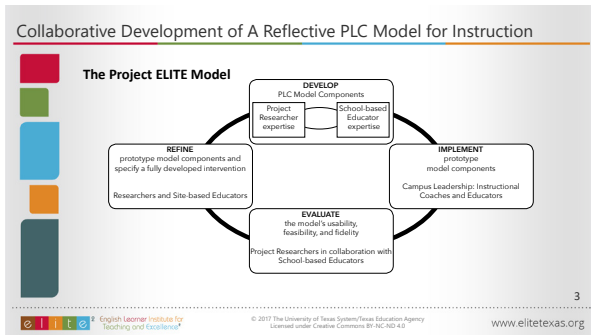 Collaborative Development of A Reflective PLC Model for Instruction
The Project ELITE Model
DEVELOP
PLC Model Components
Project
Researcher
expertise
School-based
Educator
expertise
REFINE
prototype model components and
specify a fully developed intervention
Researchers and Site-based Educators
IMPLEMENT
prototype
model components
Campus Leadership: Instructional
Coaches and Educators
EVALUATE
the model's usability,
feasibility, and fidelity
Project Researchers in collaboration with
School-based Educators
3
elite² English Learner Institute for
Teaching and Excellence
© 2017 The University of Texas System/Texas Education Agency
Licensed under Creative Commons BY-NC-ND 4.0
www.elitetexas.org